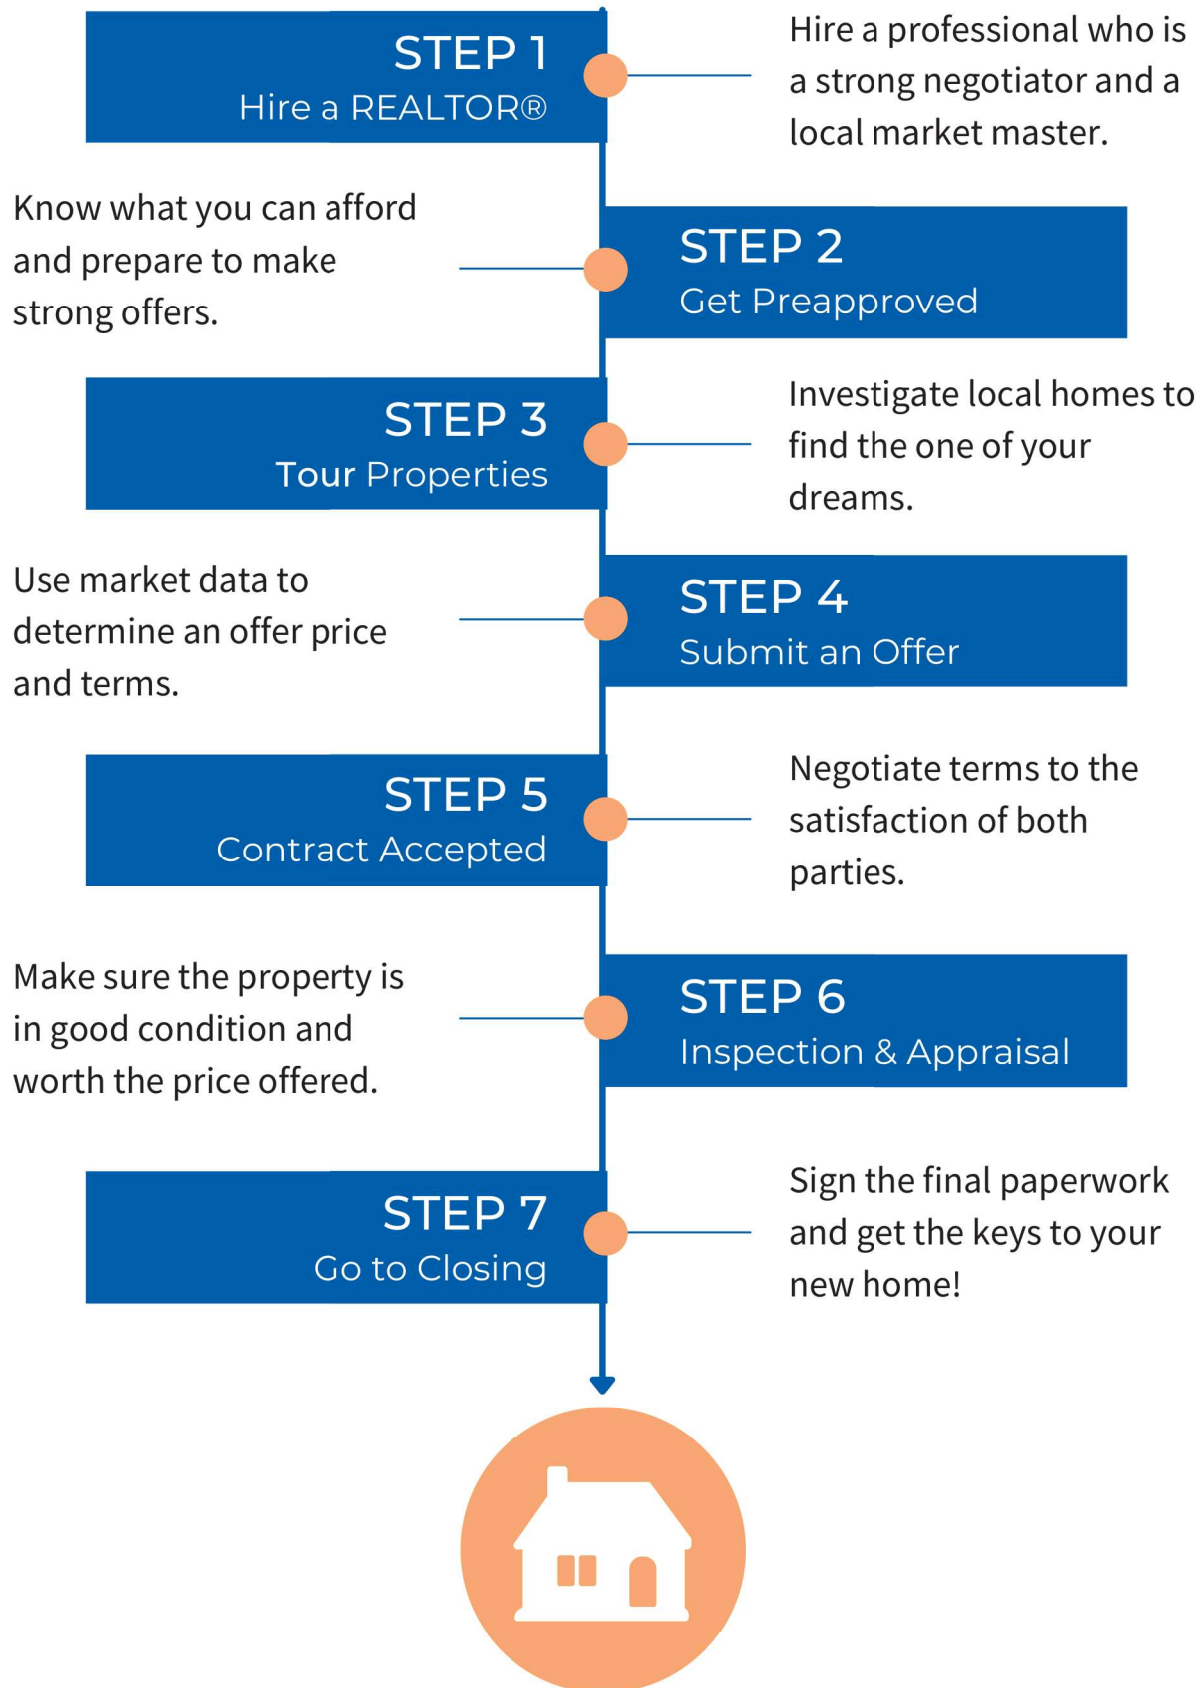 STEP 1
Hire a REALTOR®
Hire a professional who is
a strong negotiator and a
local market master.
Know what you can afford
and prepare to make
strong offers.
STEP 2
Get Preapproved
STEP 3
Tour Properties
Investigate local homes to
find the one of your
dreams.
Use market data to
determine an offer price
and terms.
STEP 4
Submit an Offer
STEP 5
Contract Accepted
Negotiate terms to the
satisfaction of both
parties.
Make sure the property is
in good condition and
worth the price offered.
STEP 6
Inspection & Appraisal
STEP 7
Go to Closing
Sign the final paperwork
and get the keys to your
new home!